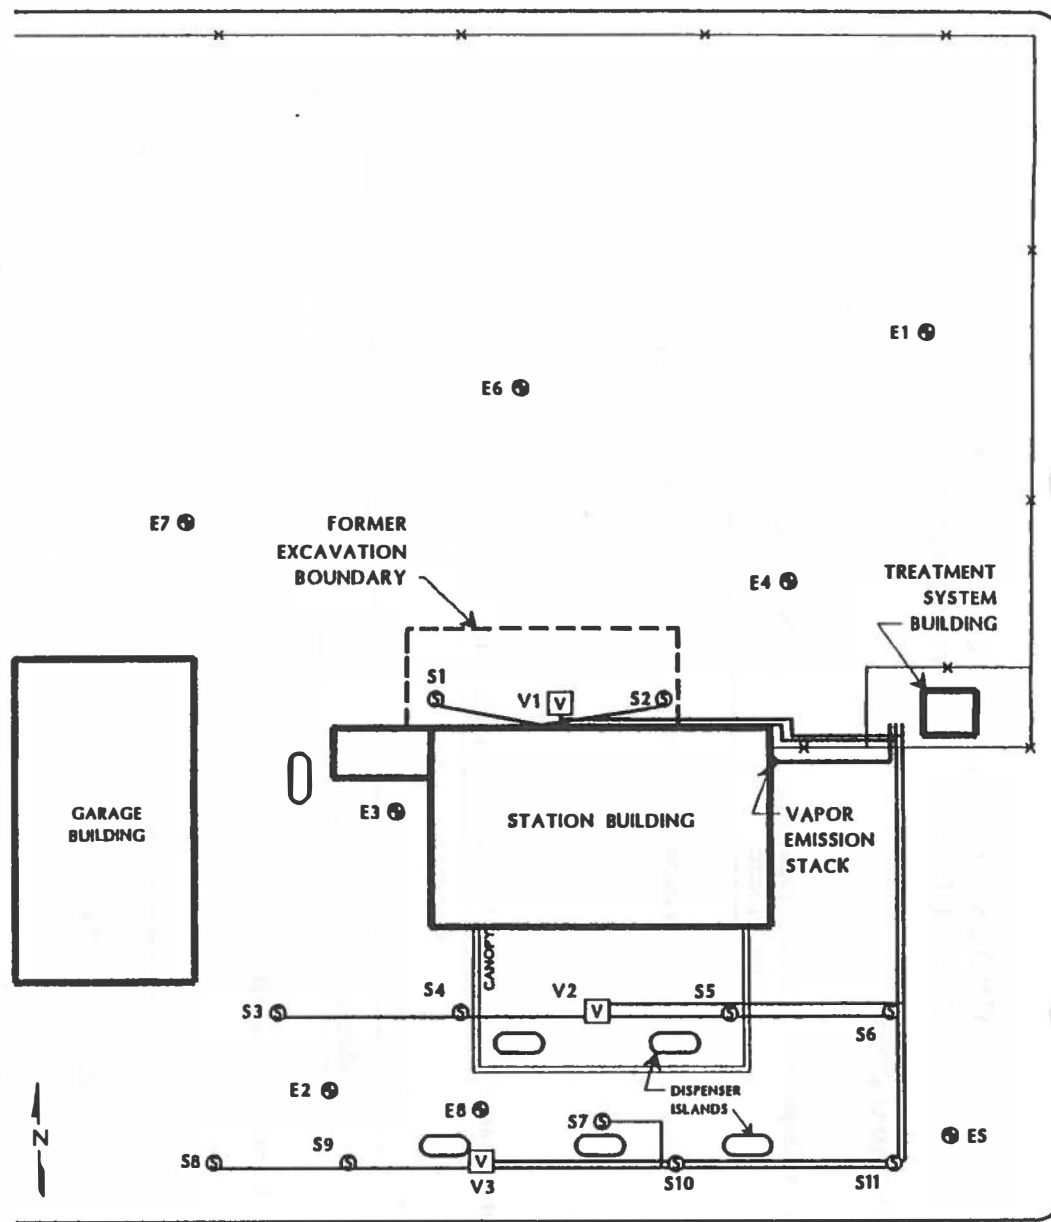 E1
E6
E7
FORMER
EXCAVATION
BOUNDARY
E4
TREATMENT
SYSTEM
BUILDING
S1
V1
V
S2
S
S
GARAGE
BUILDING
E3
STATION BUILDING
VAPOR
EMISSION
STACK
CANOPY
S3
S
S4
S
V2
V
S5
S
S6
S
E2
E8
S7
S
DISPENSER
ISLANDS
ES
N
S8
S
S9
S
V
V3
S
S10
S11
S